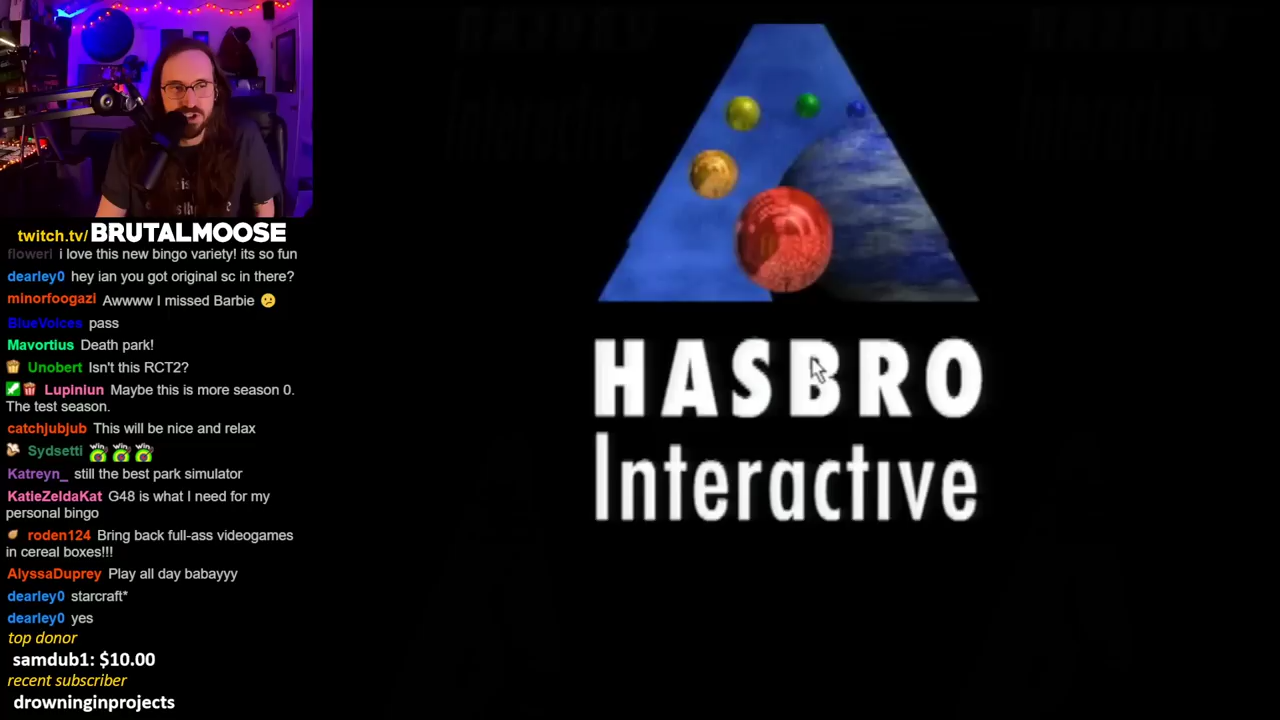 twitch.tv/BRUTALMOOSE
flowerl i love this new bingo variety! its so fun
dearley0 hey ian you got original sc in there?
minorfoogazi Awwww I missed Barbie
BlueVoices pass
Mavortius Death park!
Unobert Isn't this RCT2?
Lupiniun Maybe this is more season 0.
The test season.
catchjubjub This will be nice and relax
Sydsetti
Katreyn_ still the best park simulator
KatieZeldaKat G48 is what I need for my
personal bingo
roden124 Bring back full-ass videogames
in cereal boxes!!!
AlyssaDuprey Play all day babayyy
dearley0 starcraft*
dearley0 yes
top donor
samdub1: $10.00
recent subscriber
drowninginprojects
HASBRO
Interactive